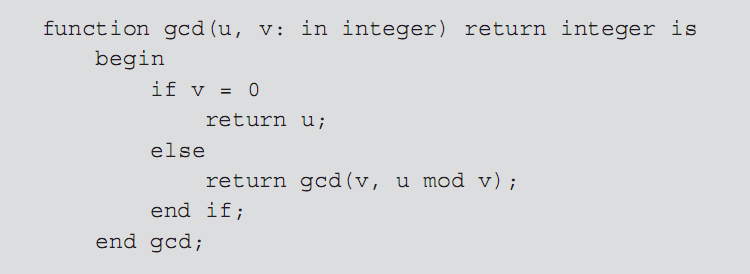 function gcd(u, v: in integer) return integer is
begin
if v = 0
return u;
else
return gcd(v, u mod v);
end if;
end gcd;